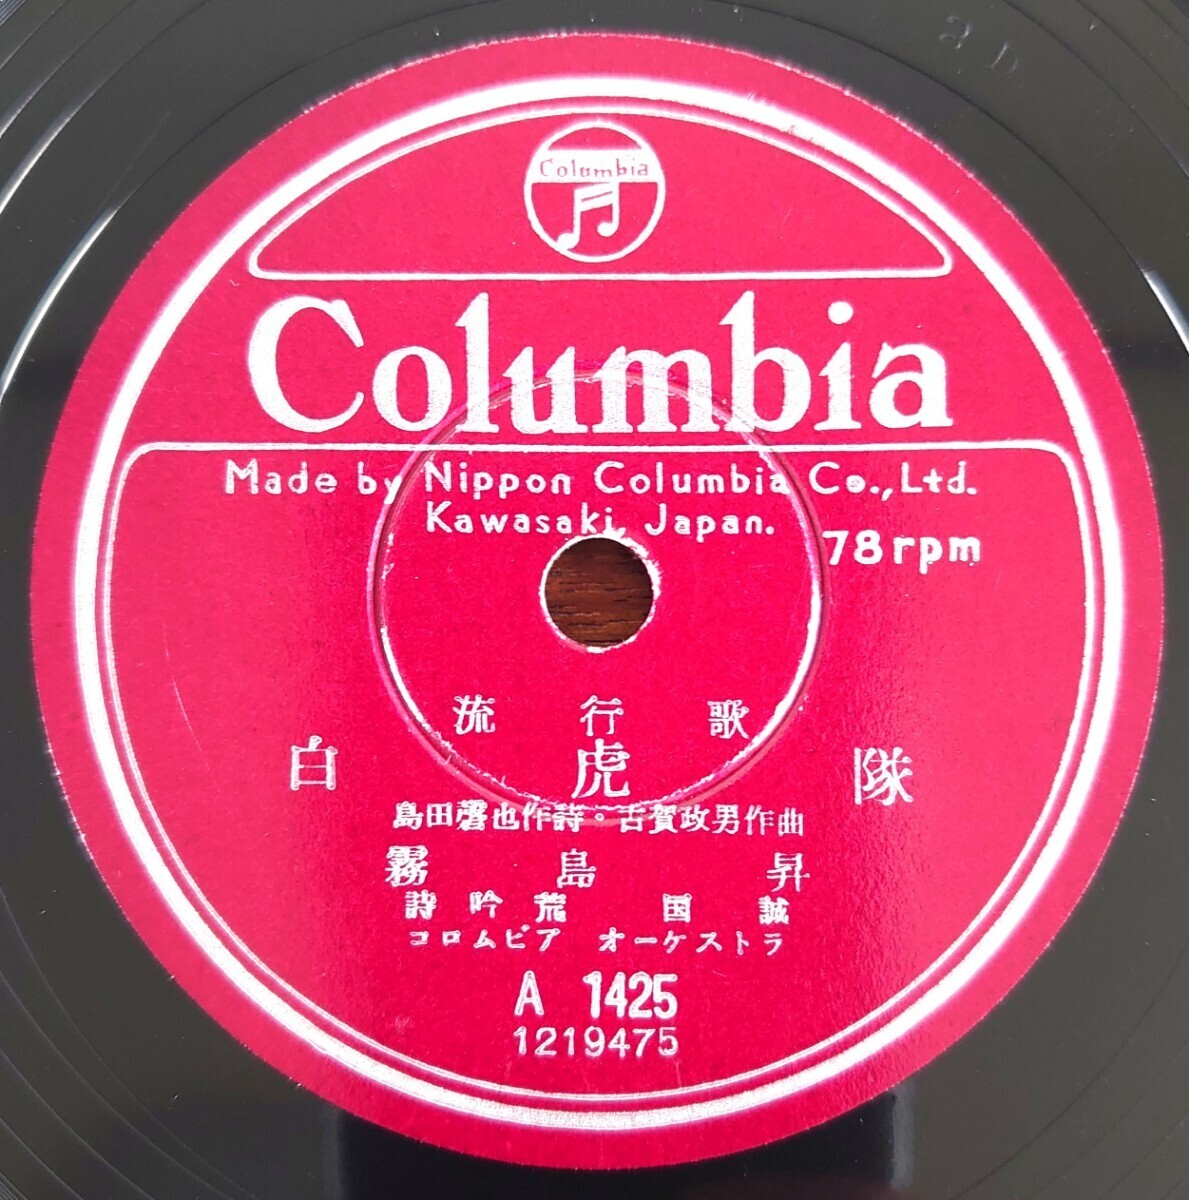 a b
Columbia
Columbia
Made by Nippon Columbia Co., Ltd.
Kawasaki, Japan.
78rpm
流行歌
白虎隊
島田磬也作詩・古賀政男作曲
霧島昇
詩吟 荒国誠
コロムビア オーケストラ
A 1425
1219475